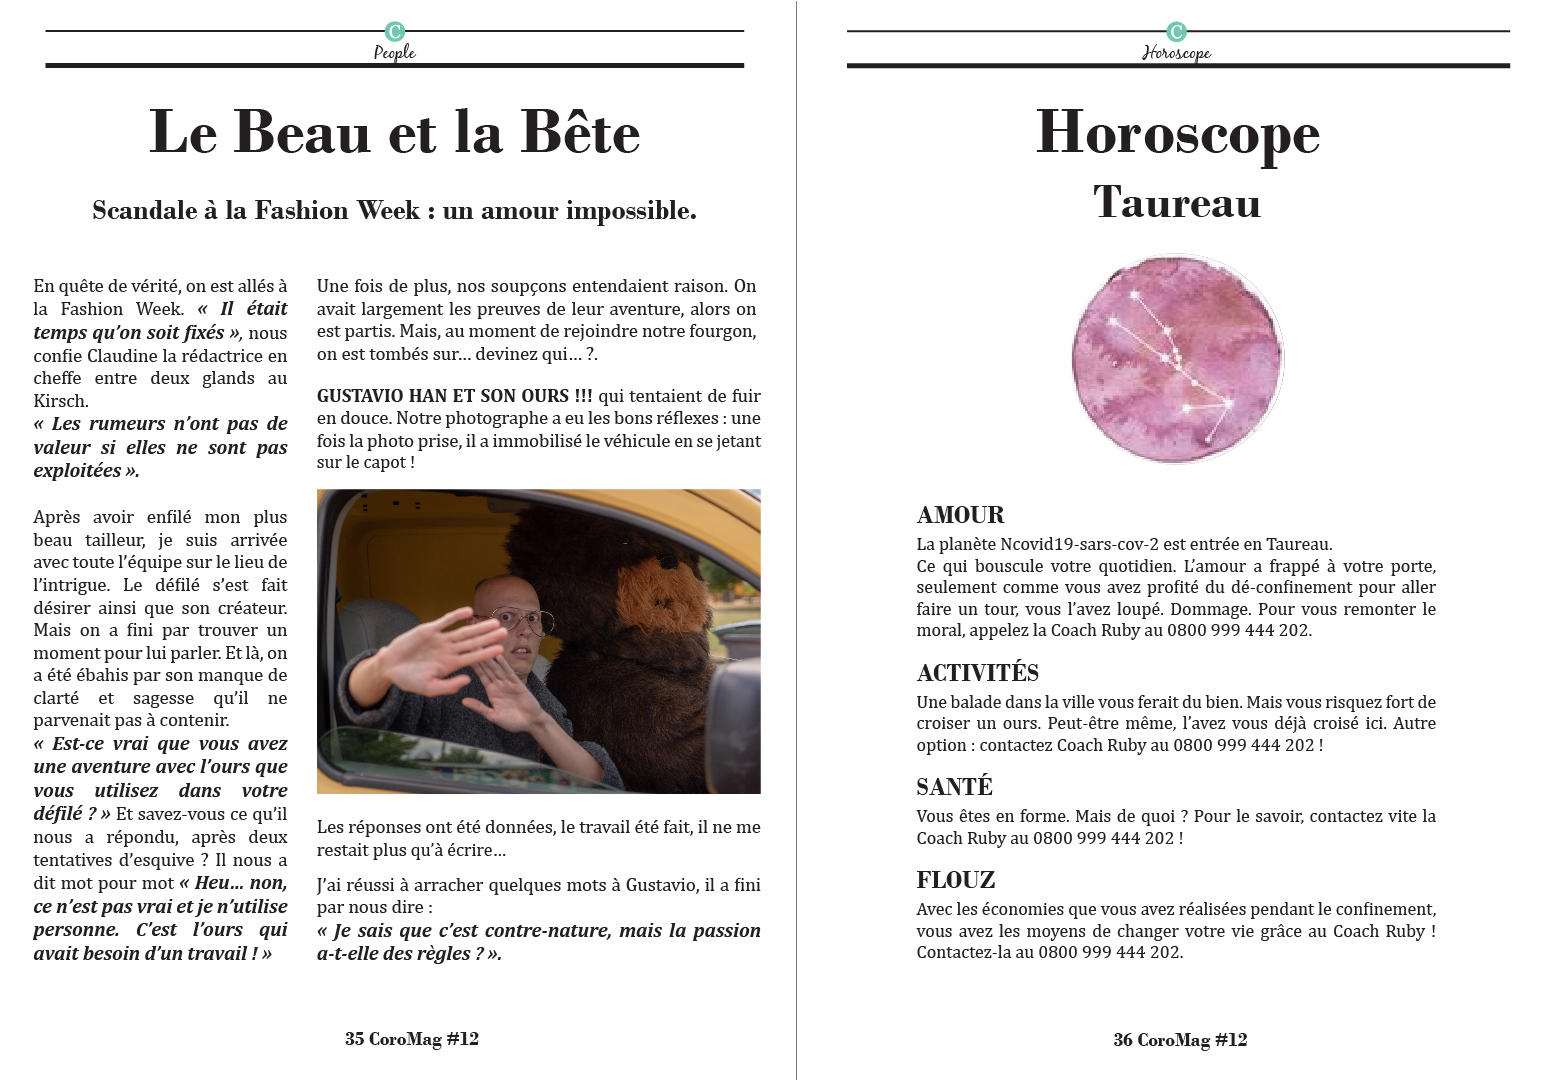 C
People
Le Beau et la Bête
Scandale à la Fashion Week : un amour impossible.
En quête de vérité, on est allés à
la Fashion Week. « Il était
temps qu’on soit fixés », nous
confie Claudine la rédactrice en
cheffe entre deux glands au
Kirsch.
« Les rumeurs n’ont pas de
valeur si elles ne sont pas
exploitées ».
Après avoir enfilé mon plus
beau tailleur, je suis arrivée
avec toute l’équipe sur le lieu de
l’intrigue. Le défilé s’est fait
désirer ainsi que son créateur.
Mais on a fini par trouver un
moment pour lui parler. Et là, on
a été ébahis par son manque de
clarté et sagesse qu’il ne
parvenait pas à contenir.
« Est-ce vrai que vous avez
une aventure avec l’ours que
vous utilisez dans votre
défilé ? » Et savez-vous ce qu’il
nous a répondu, après deux
tentatives d’esquive ? Il nous a
dit mot pour mot « Heu… non,
ce n’est pas vrai et je n’utilise
personne. C’est l’ours qui
avait besoin d’un travail ! »
Une fois de plus, nos soupçons entendaient raison. On
avait largement les preuves de leur aventure, alors on
est partis. Mais, au moment de rejoindre notre fourgon,
on est tombés sur… devinez qui… ?.
GUSTAVIO HAN ET SON OURS !!! qui tentaient de fuir
en douce. Notre photographe a eu les bons réflexes : une
fois la photo prise, il a immobilisé le véhicule en se jetant
sur le capot !
Les réponses ont été données, le travail été fait, il ne me
restait plus qu’à écrire…
J’ai réussi à arracher quelques mots à Gustavio, il a fini
par nous dire :
« Je sais que c’est contre-nature, mais la passion
a-t-elle des règles ? ».
35 CoroMag #12
C
Horoscope
Horoscope
Taureau
AMOUR
La planète Ncovid19-sars-cov-2 est entrée en Taureau.
Ce qui bouscule votre quotidien. L’amour a frappé à votre porte,
seulement comme vous avez profité du dé-confinement pour aller
faire un tour, vous l’avez loupé. Dommage. Pour vous remonter le
moral, appelez la Coach Ruby au 0800 999 444 202.
ACTIVITÉS
Une balade dans la ville vous ferait du bien. Mais vous risquez fort de
croiser un ours. Peut-être même, l’avez vous déjà croisé ici. Autre
option : contactez Coach Ruby au 0800 999 444 202 !
SANTÉ
Vous êtes en forme. Mais de quoi ? Pour le savoir, contactez vite la
Coach Ruby au 0800 999 444 202 !
FLOUZ
Avec les économies que vous avez réalisées pendant le confinement,
vous avez les moyens de changer votre vie grâce au Coach Ruby !
Contactez-la au 0800 999 444 202.
36 CoroMag #12